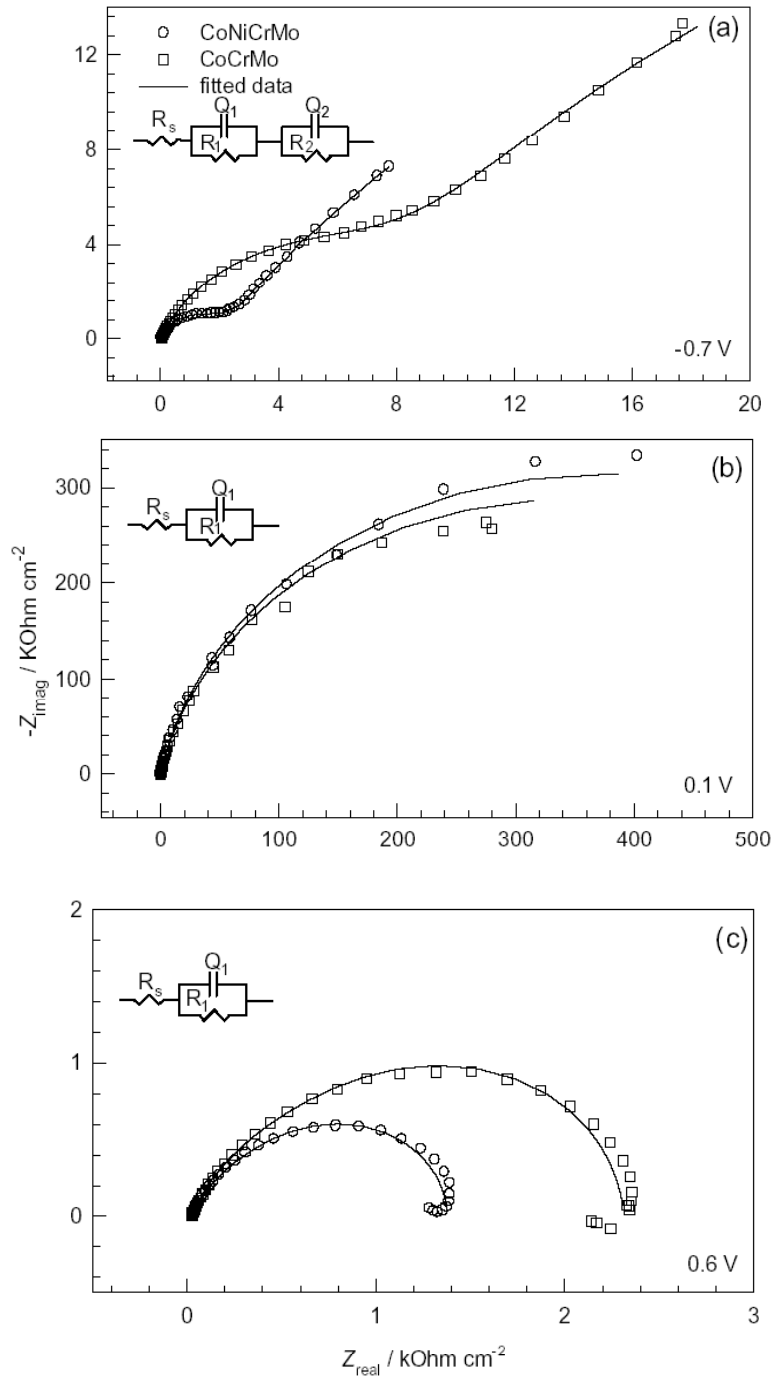 CoNiCrMo
CoCrMo
fitted data
(a)
Rs
Q1
R1
Q2
R2
12
8
4
0
-0.7 V
0 4 8 12 16 20
(b)
Rs
Q1
R1
300
200
100
0
0.1 V
0 100 200 300 400 500
-Zimag / KOhm cm-2
(c)
Rs
Q1
R1
2
1
0
0.6 V
0 1 2 3
Zreal / kOhm cm-2